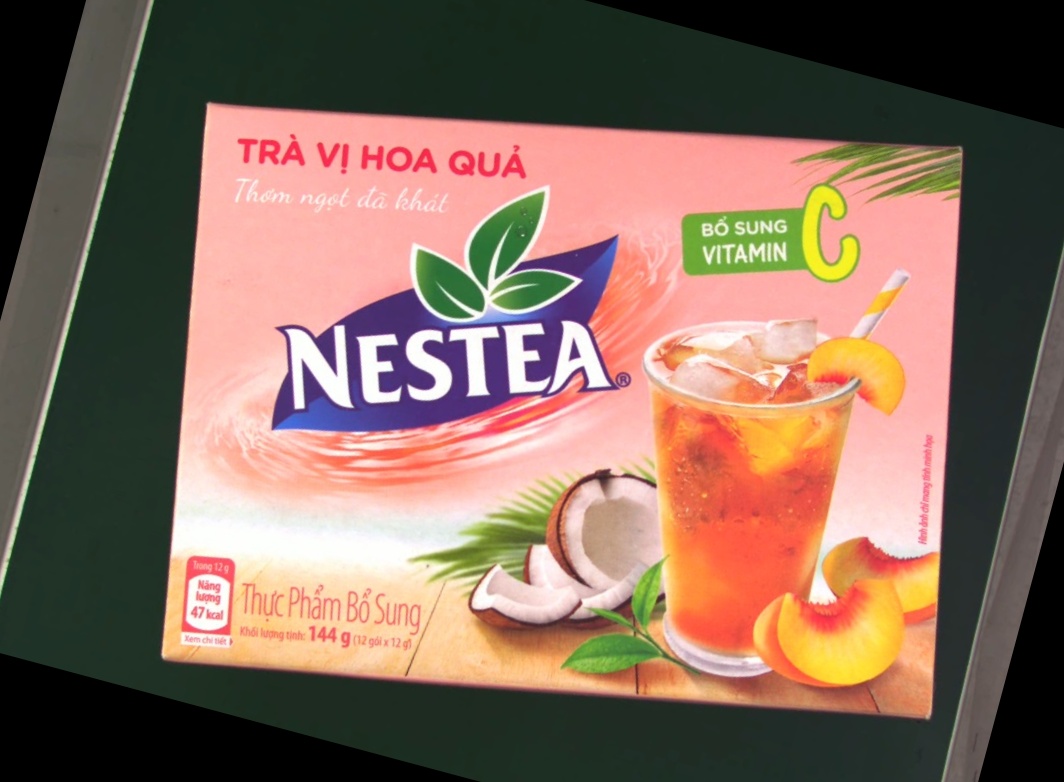 TRÀ VỊ HOA QUẢ
Thơm ngọt đã khát
BỔ SUNG
VITAMIN C
NESTEA®
Hình ảnh chỉ mang tính minh họa
Trong 12 g
Năng
lượng
47 kcal
Xem chi tiết
Thực Phẩm Bổ Sung
Khối lượng tịnh: 144 g (12 gói x 12 g)